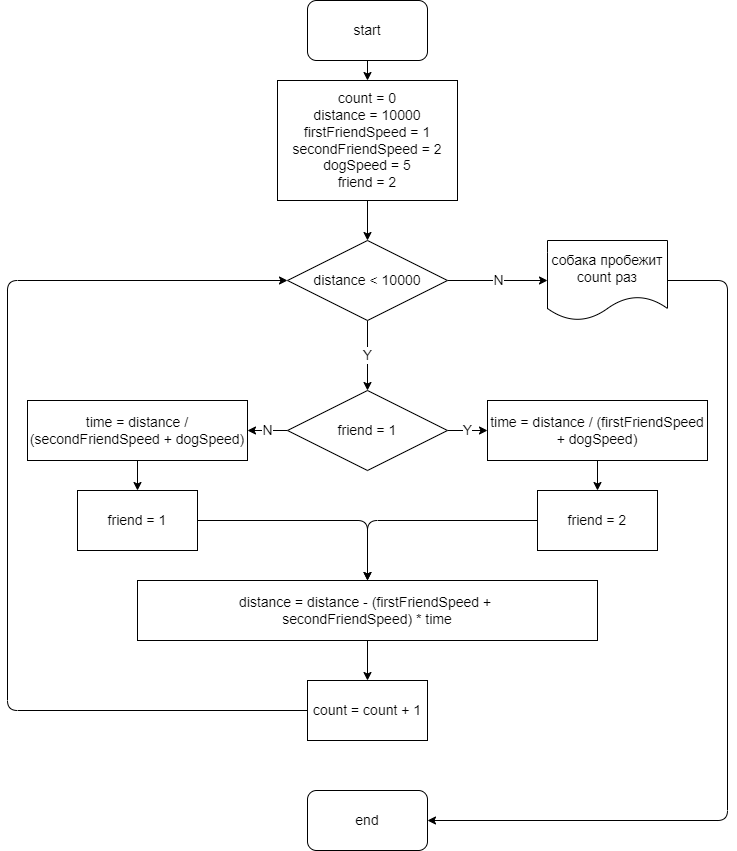 start
count = 0
distance = 10000
firstFriendSpeed = 1
secondFriendSpeed = 2
dogSpeed = 5
friend = 2
distance < 10000
N
собака пробежит
count раз
Y
time = distance /
(secondFriendSpeed + dogSpeed)
N
friend = 1
Y
time = distance / (firstFriendSpeed
+ dogSpeed)
friend = 1
friend = 2
distance = distance - (firstFriendSpeed +
secondFriendSpeed) * time
count = count + 1
end